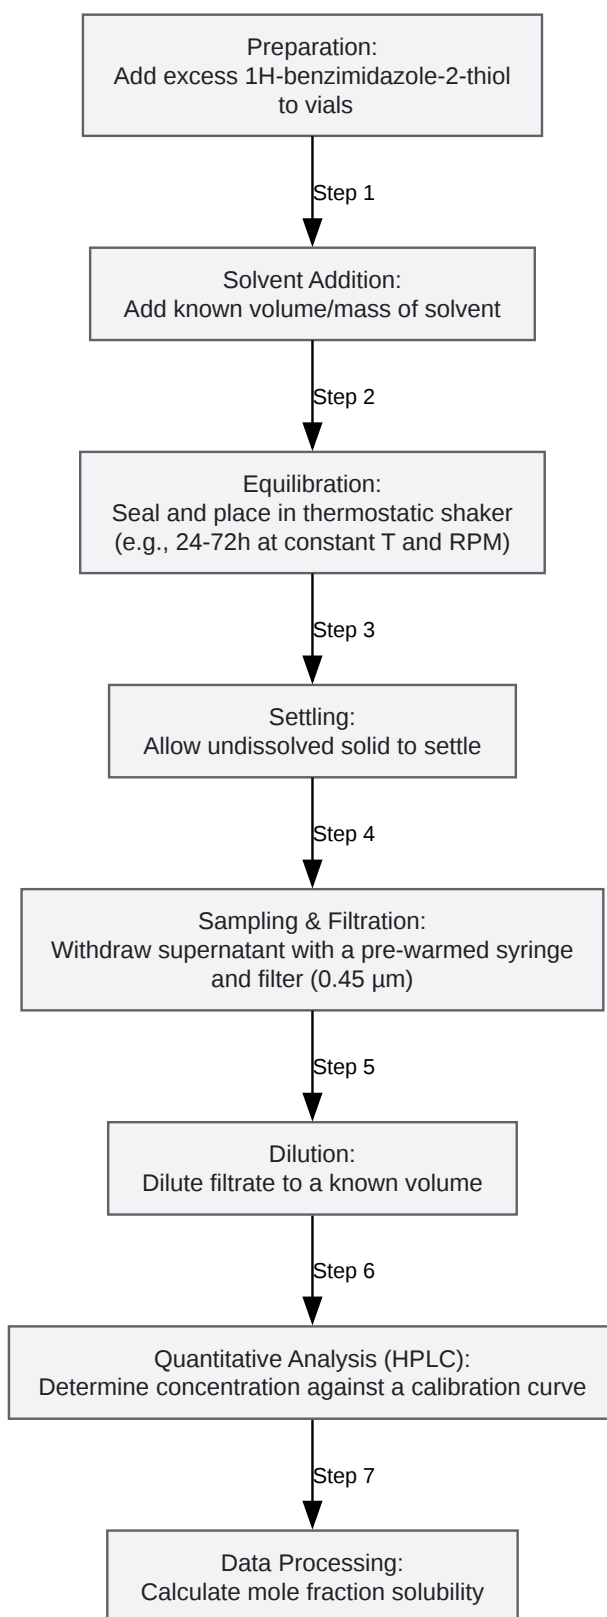 Preparation:
Add excess 1H-benzimidazole-2-thiol
to vials
Step 1
Solvent Addition:
Add known volume/mass of solvent
Step 2
Equilibration:
Seal and place in thermostatic shaker
(e.g., 24-72h at constant T and RPM)
Step 3
Settling:
Allow undissolved solid to settle
Step 4
Sampling & Filtration:
Withdraw supernatant with a pre-warmed syringe
and filter (0.45 µm)
Step 5
Dilution:
Dilute filtrate to a known volume
Step 6
Quantitative Analysis (HPLC):
Determine concentration against a calibration curve
Step 7
Data Processing:
Calculate mole fraction solubility